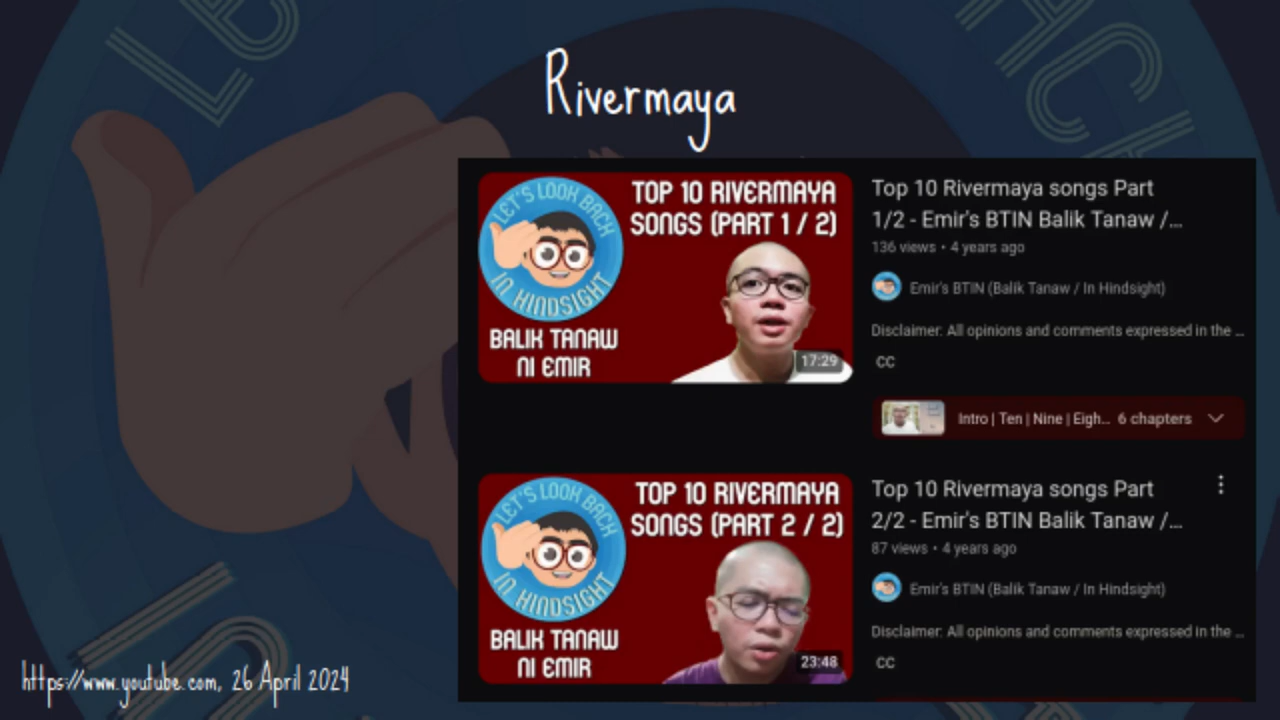 Rivermaya
LET'S LOOK BACK
IN HINDSIGHT
BALIK TANAW
NI EMIR
TOP 10 RIVERMAYA
SONGS (PART 1 / 2)
17:29
Top 10 Rivermaya songs Part
1/2 - Emir's BTIN Balik Tanaw /...
136 views • 4 years ago
Emir's BTIN (Balik Tanaw / In Hindsight)
Disclaimer: All opinions and comments expressed in the ...
CC
Intro | Ten | Nine | Eigh... 6 chapters
LET'S LOOK BACK
IN HINDSIGHT
BALIK TANAW
NI EMIR
TOP 10 RIVERMAYA
SONGS (PART 2 / 2)
23:48
Top 10 Rivermaya songs Part
2/2 - Emir's BTIN Balik Tanaw /...
87 views • 4 years ago
Emir's BTIN (Balik Tanaw / In Hindsight)
Disclaimer: All opinions and comments expressed in the ...
CC
https://www.youtube.com, 26 April 2024